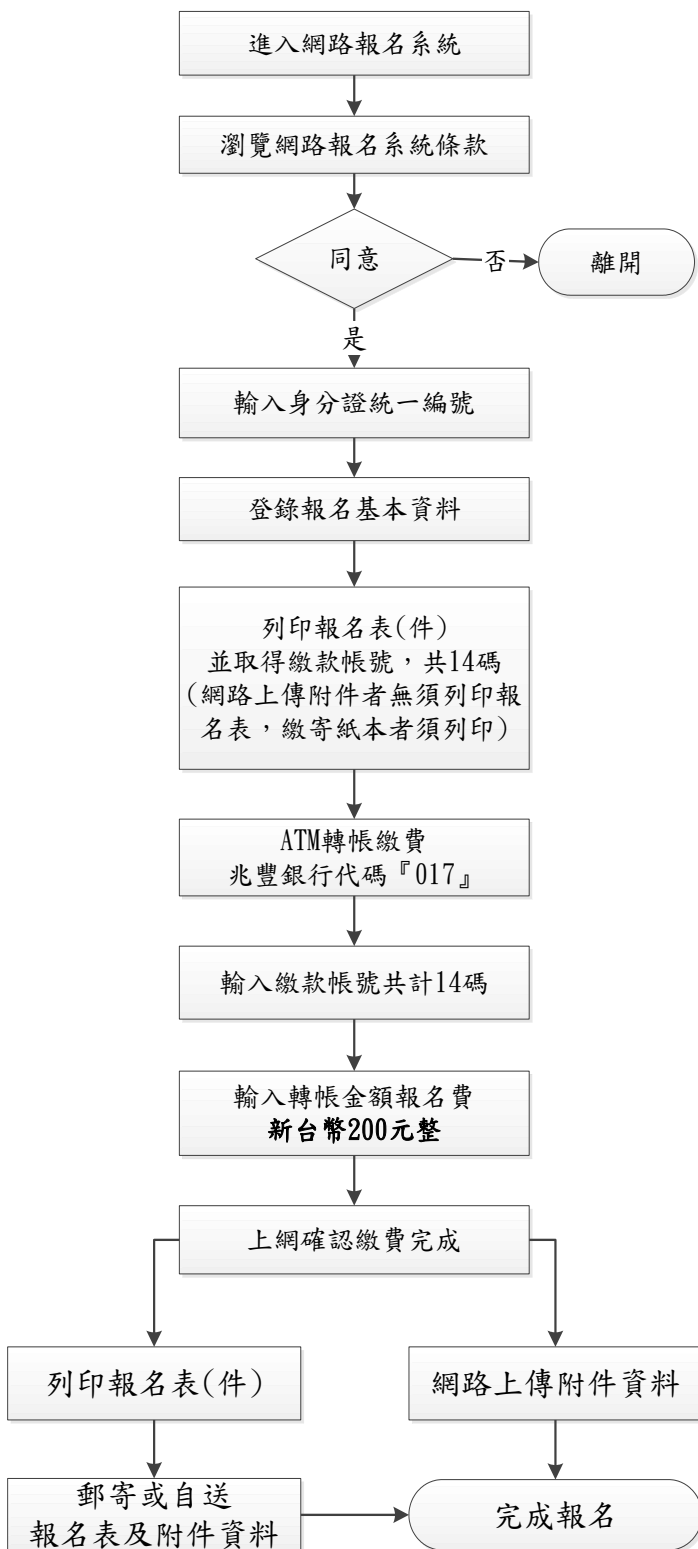 進入網路報名系統
瀏覽網路報名系統條款
同意
否
離開
是
輸入身分證統一編號
登錄報名基本資料
列印報名表(件)
並取得繳款帳號，共14碼
(網路上傳附件者無須列印報
名表，繳寄紙本者須列印)
ATM轉帳繳費
兆豐銀行代碼『017』
輸入繳款帳號共計14碼
輸入轉帳金額報名費
新台幣200元整
上網確認繳費完成
列印報名表(件)
網路上傳附件資料
郵寄或自送
報名表及附件資料
完成報名